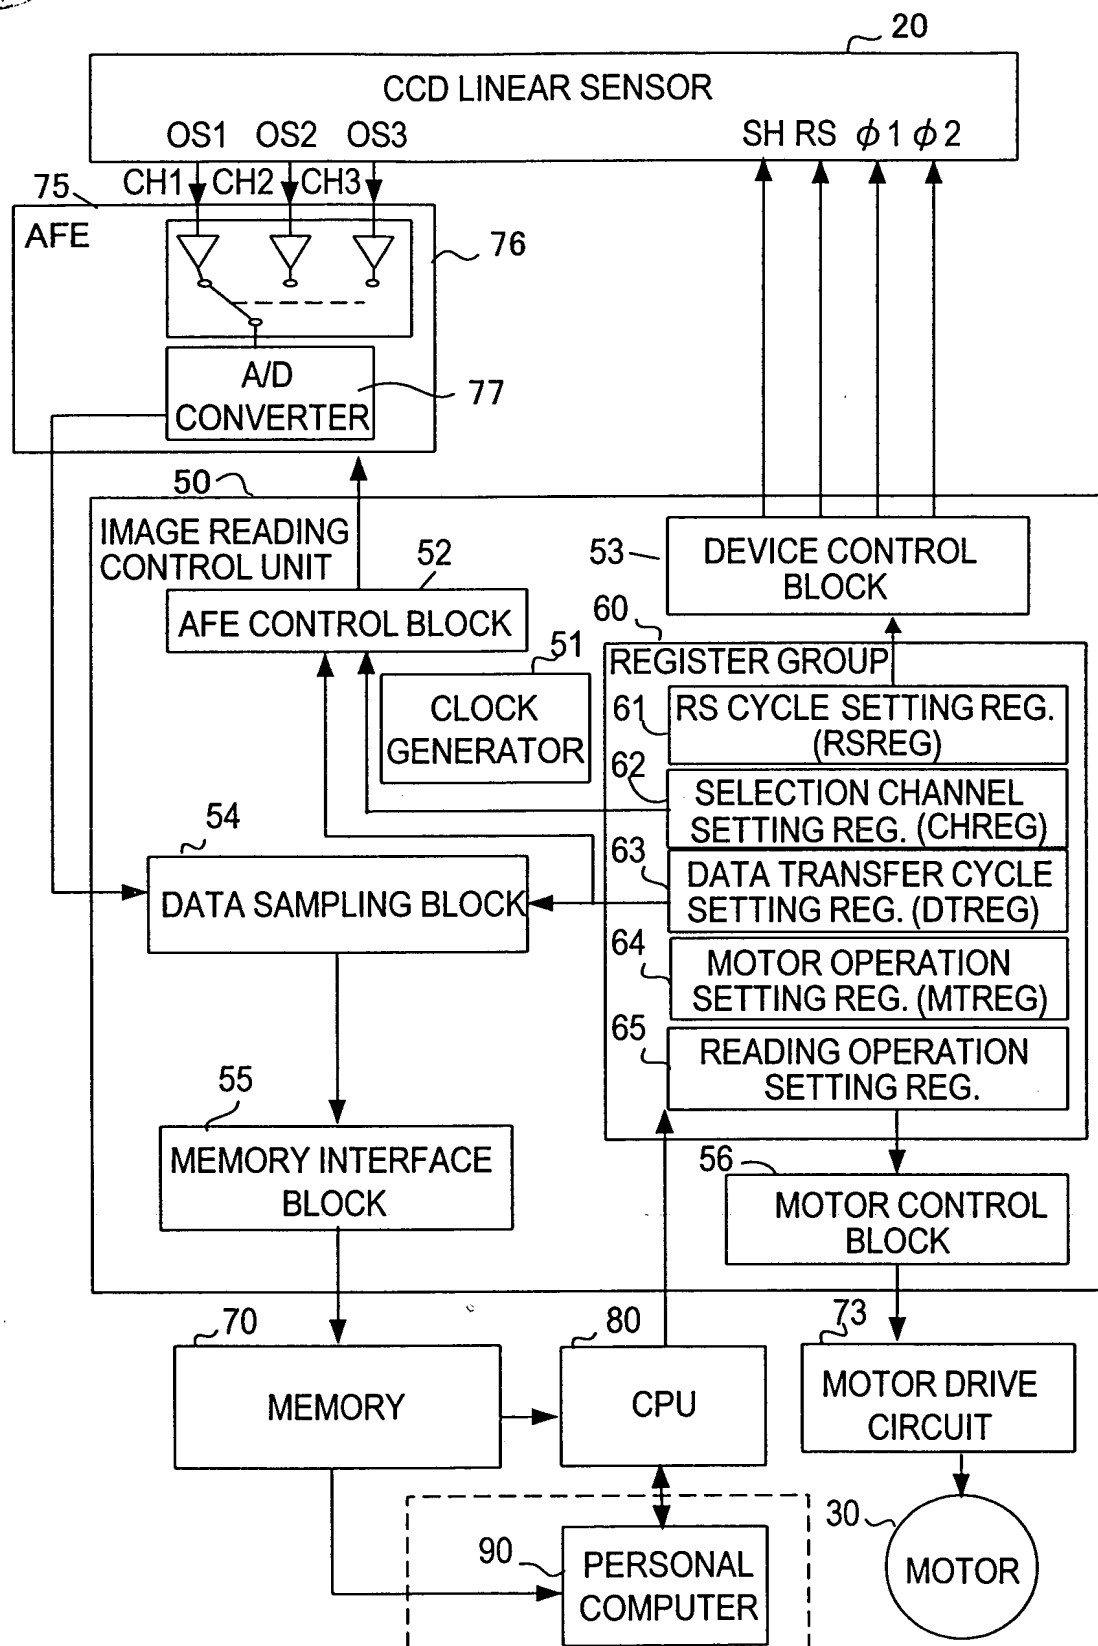 20
CCD LINEAR SENSOR
OS1 OS2 OS3
SH RS ϕ1 ϕ2
CH1 CH2 CH3
75
AFE
76
A/D
CONVERTER
77
50
IMAGE READING
CONTROL UNIT
52
AFE CONTROL BLOCK
53
DEVICE CONTROL
BLOCK
51
CLOCK
GENERATOR
60
REGISTER GROUP
61
RS CYCLE SETTING REG.
(RSREG)
62
SELECTION CHANNEL
SETTING REG. (CHREG)
63
DATA TRANSFER CYCLE
SETTING REG. (DTREG)
64
MOTOR OPERATION
SETTING REG. (MTREG)
65
READING OPERATION
SETTING REG.
54
DATA SAMPLING BLOCK
55
MEMORY INTERFACE
BLOCK
56
MOTOR CONTROL
BLOCK
70
MEMORY
80
CPU
73
MOTOR DRIVE
CIRCUIT
90
PERSONAL
COMPUTER
30
MOTOR